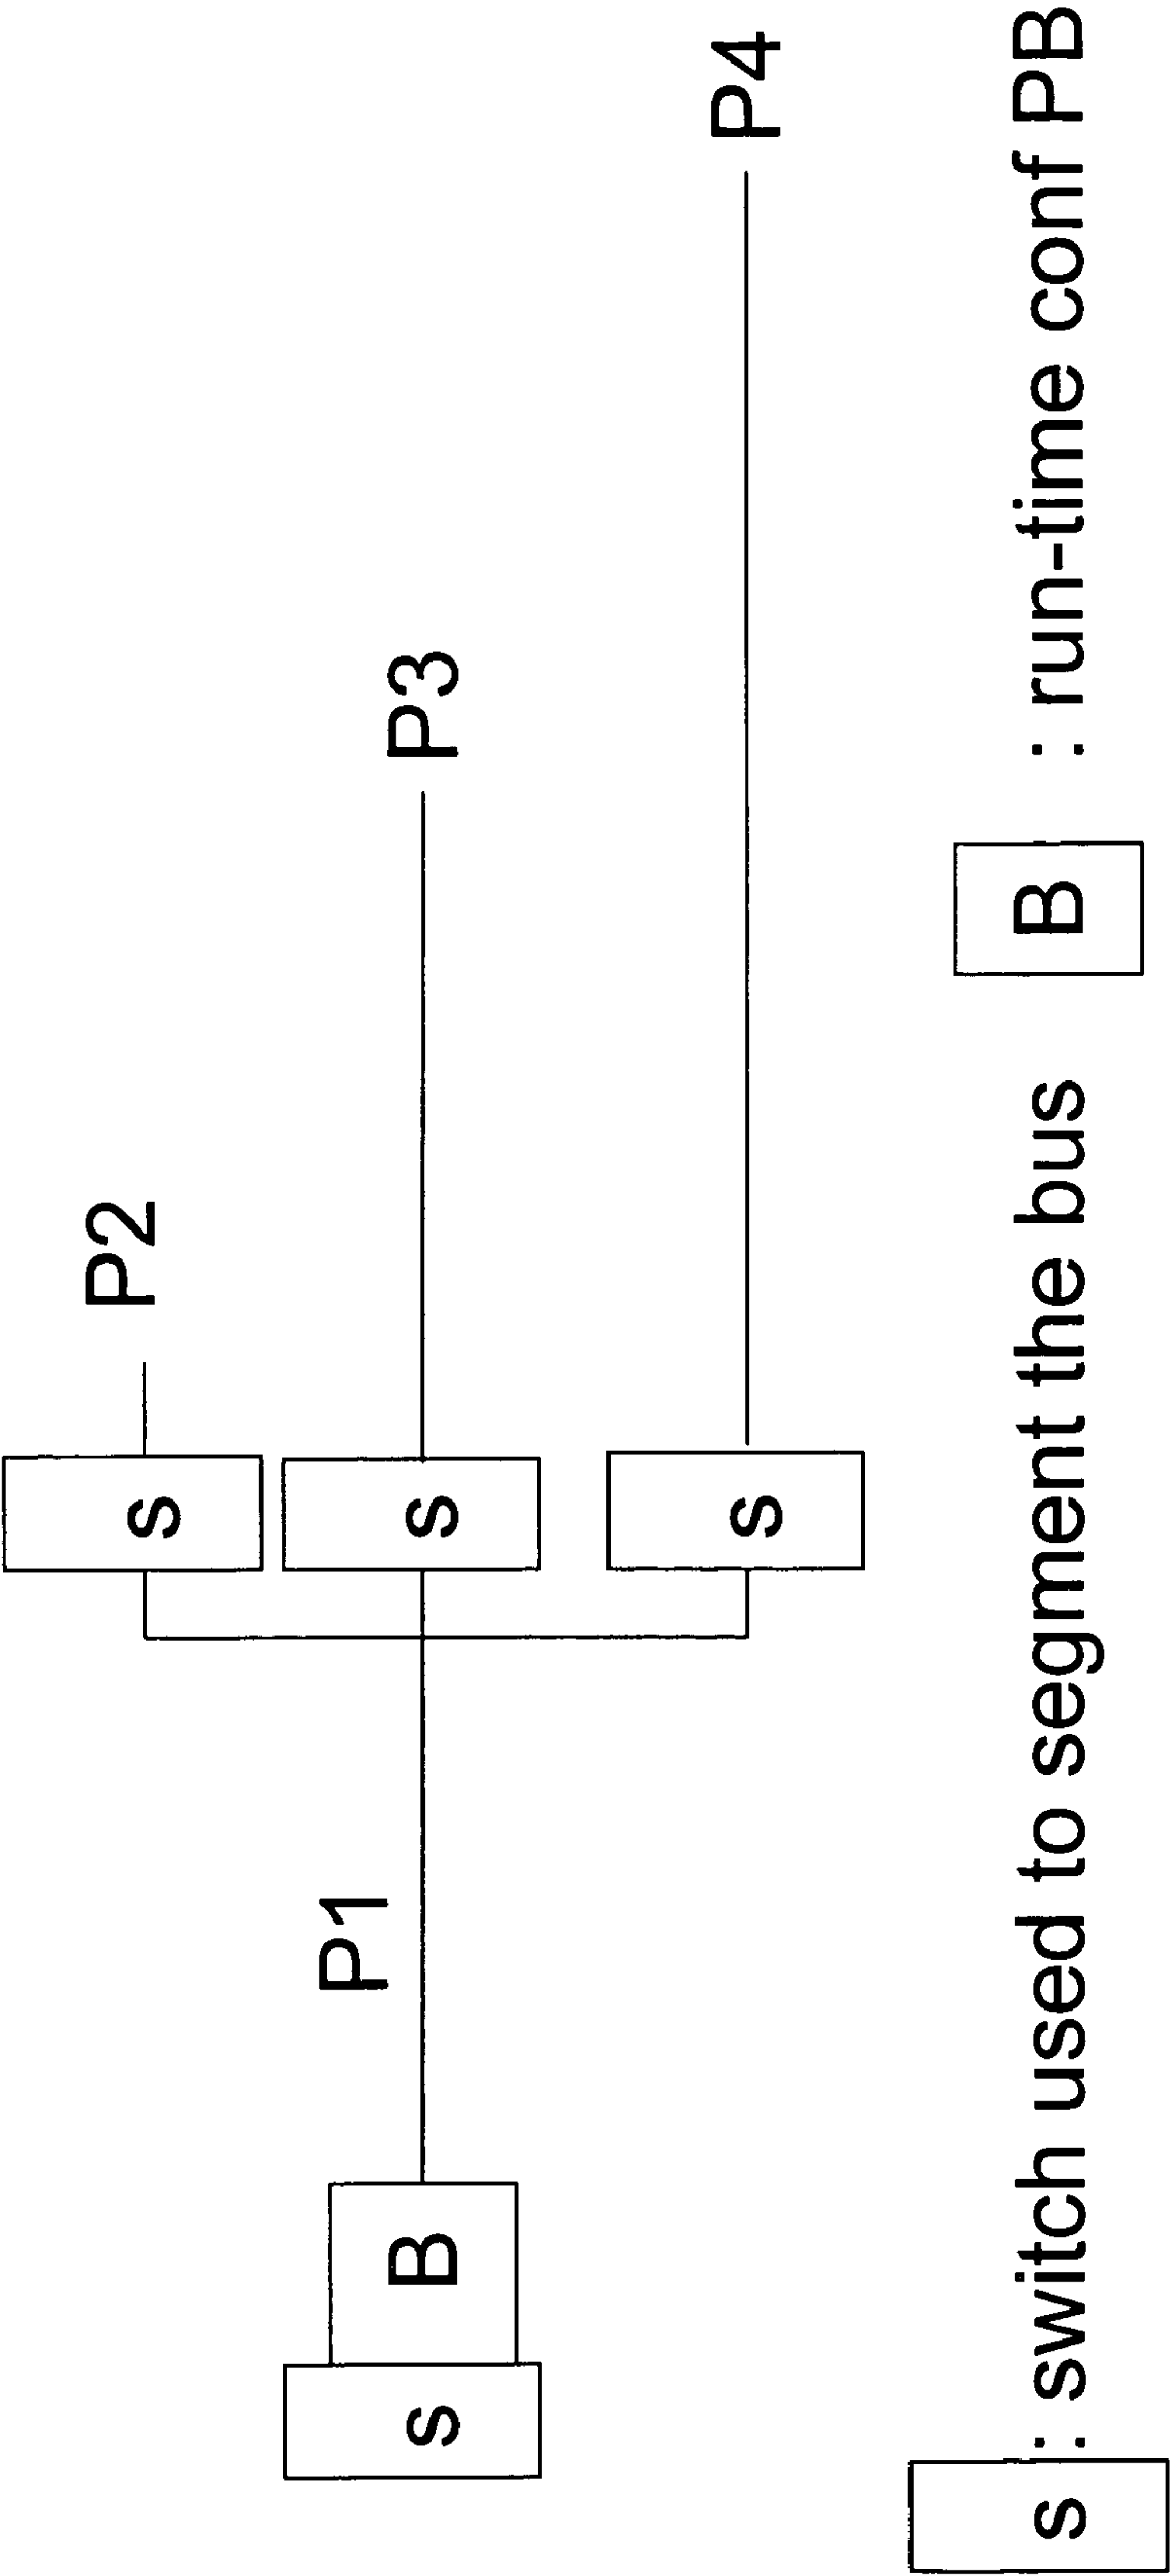 s P2
P1
s B s P3
s P4
s : switch used to segment the bus B : run-time conf PB